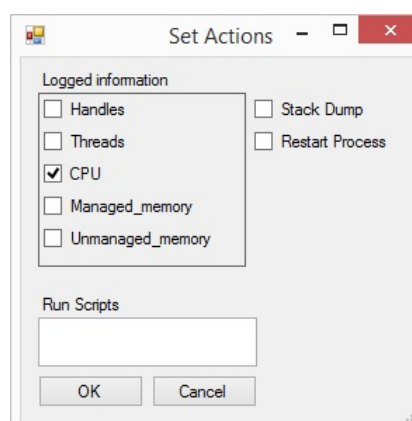 Set Actions
Logged information
Handles
Threads
CPU
Managed_memory
Unmanaged_memory
Stack Dump
Restart Process
Run Scripts
OK Cancel